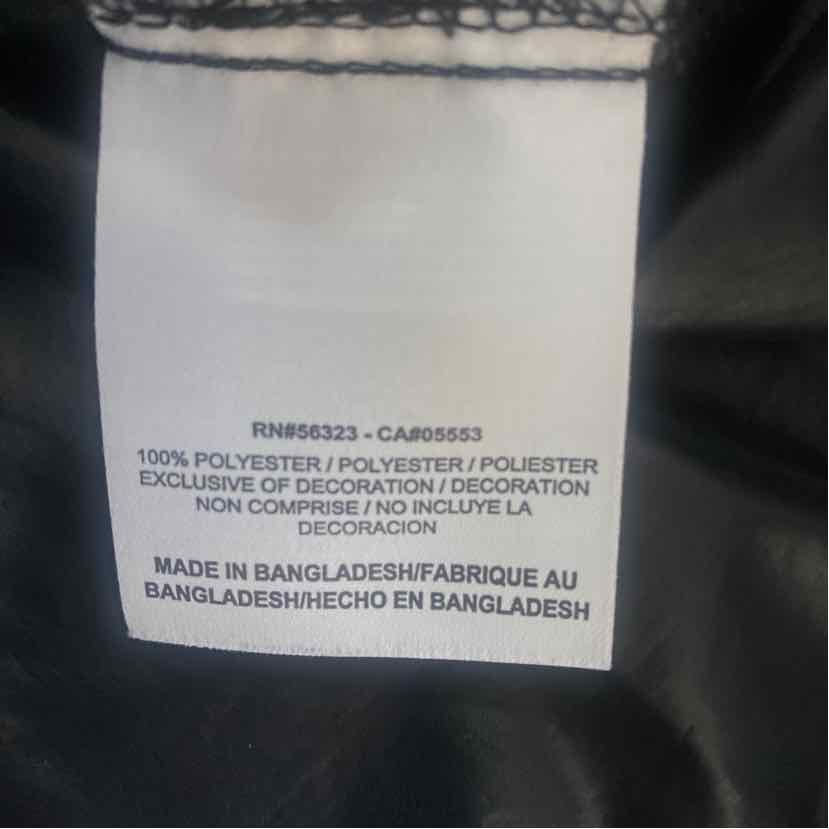 RN#56323 - CA#05553
100% POLYESTER / POLYESTER / POLIESTER
EXCLUSIVE OF DECORATION / DECORATION
NON COMPRISE / NO INCLUYE LA
DECORACION
MADE IN BANGLADESH/FABRIQUE AU
BANGLADESH/HECHO EN BANGLADESH